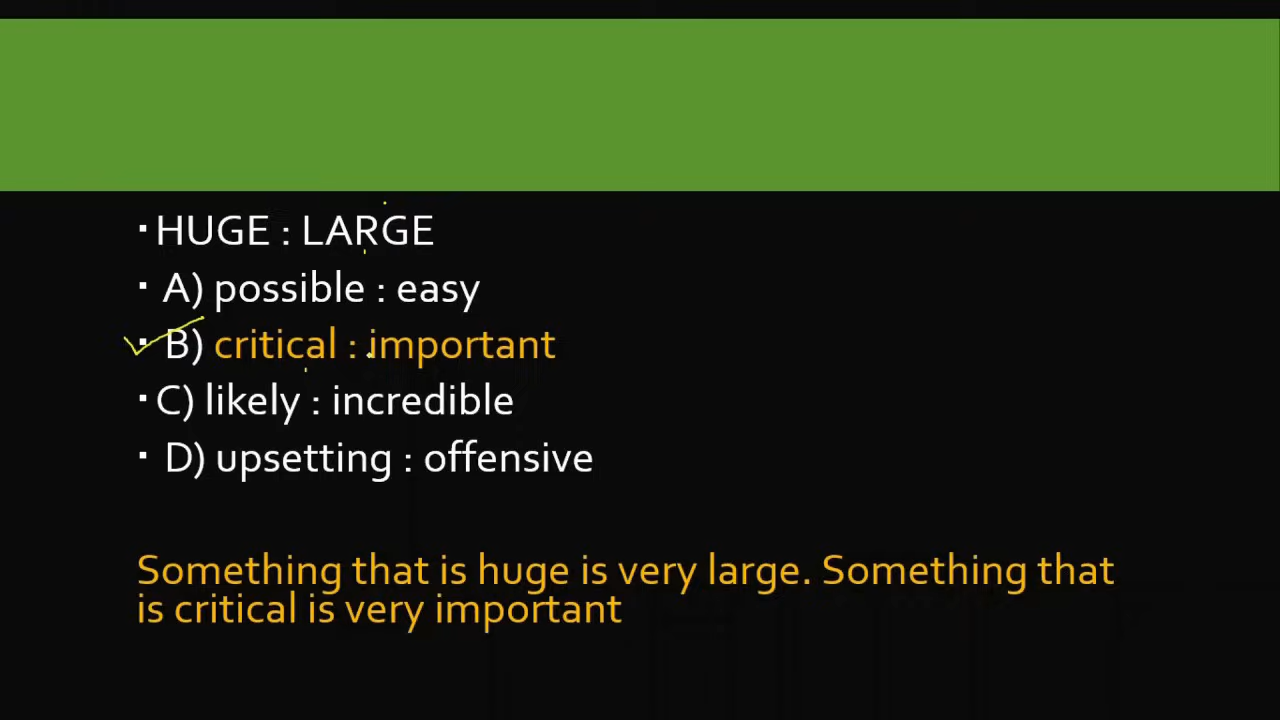 HUGE : LARGE
A) possible : easy
B) critical : important
C) likely : incredible
D) upsetting : offensive
Something that is huge is very large. Something that
is critical is very important